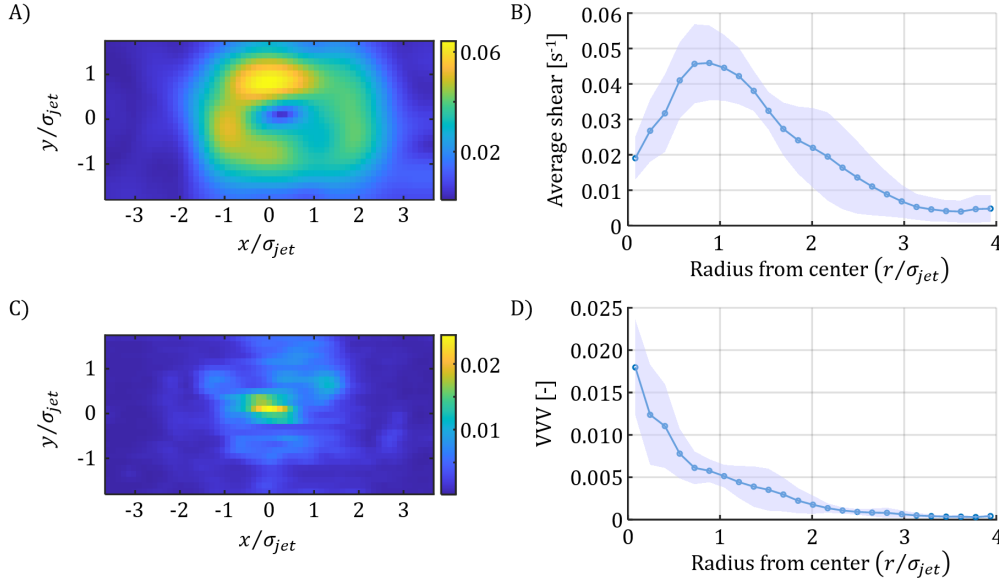 A)
y/σjet
1
0
-1
-3 -2 -1 0 1 2 3
x/σjet
0.06
0.02
B)
Average shear [s⁻¹]
0.06
0.05
0.04
0.03
0.02
0.01
0
0 1 2 3 4
Radius from center (r/σjet)
C)
y/σjet
1
0
-1
-3 -2 -1 0 1 2 3
x/σjet
0.02
0.01
D)
VVV [-]
0.025
0.020
0.015
0.010
0.005
0
0 1 2 3 4
Radius from center (r/σjet)